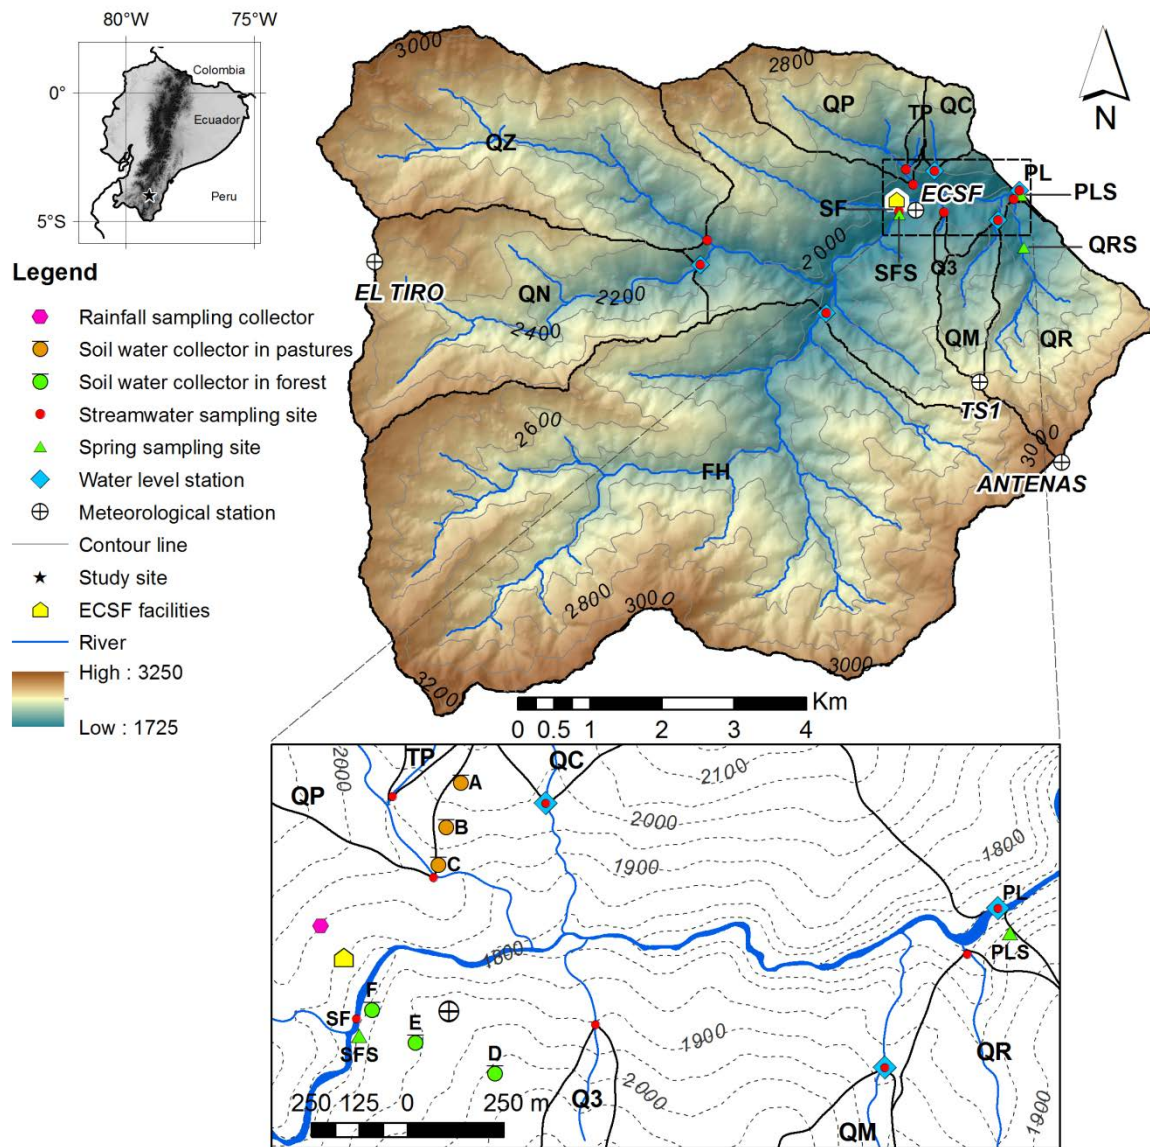 80°W 75°W
0°
5°S
Colombia
Ecuador
Peru
Legend
Rainfall sampling collector
Soil water collector in pastures
Soil water collector in forest
Streamwater sampling site
Spring sampling site
Water level station
Meteorological station
Contour line
Study site
ECSF facilities
River
High : 3250
Low : 1725
N
3000
2800
QP
TP
QC
QZ
PL
ECSF
PLS
SF
2000
SFS
Q3
QRS
EL TIRO
QN
2200
2400
QM
QR
TS1
2600
3000
FH
ANTENAS
2800
3000
3000
3200
Km
0 0.5 1 2 3 4
2000
TP
QC
2100
A
QP
B
2000
C
1900
1800
PL
1800
PLS
F
SF
E
SFS
D
1900
QR
250 125 0 250 m
Q3
2000
QM
1900